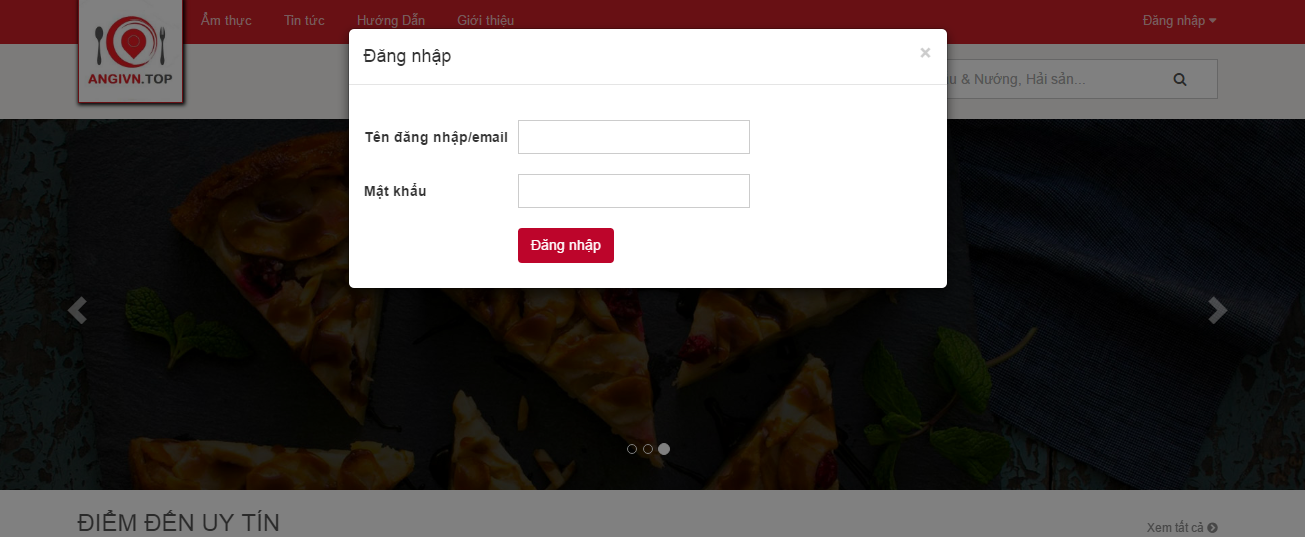 Ẩm thực
Tin tức
Hướng Dẫn
Giới thiệu
Đăng nhập
ANGIVN.TOP
Đăng nhập
×
& Nướng, Hải sản...
Tên đăng nhập/email
Mật khẩu
Đăng nhập
ĐIỂM ĐẾN UY TÍN
Xem tất cả